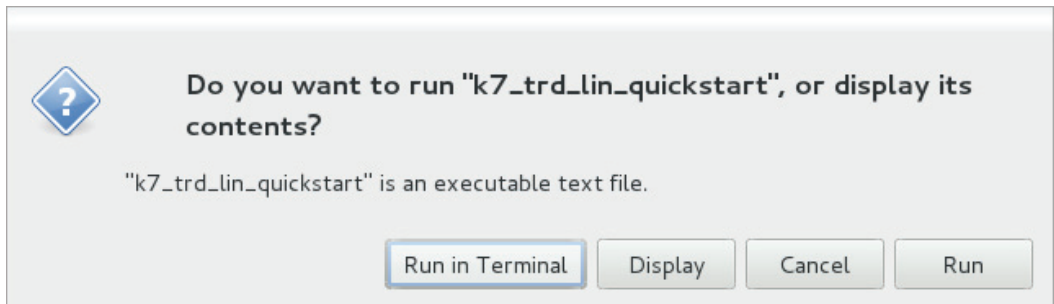 ?
Do you want to run "k7_trd_lin_quickstart", or display its
contents?
"k7_trd_lin_quickstart" is an executable text file.
Run in Terminal Display Cancel Run